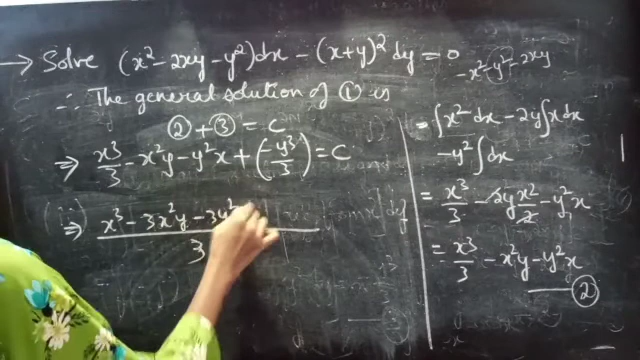 → Solve (x² - 2xy - y²)dx - (x+y)² dy = 0
-x² - y² - 2xy
∴ The general solution of ① is
② + ③ = C
⇒ x³/3 - x²y - y²x + (-y³/3) = C
⇒ x³ - 3x²y - 3y²
3
= ∫x² dx - 2y∫x dx
- y² ∫dx
= x³/3 - 2y x²/2 - y²x
= x³/3 - x²y - y²x
②